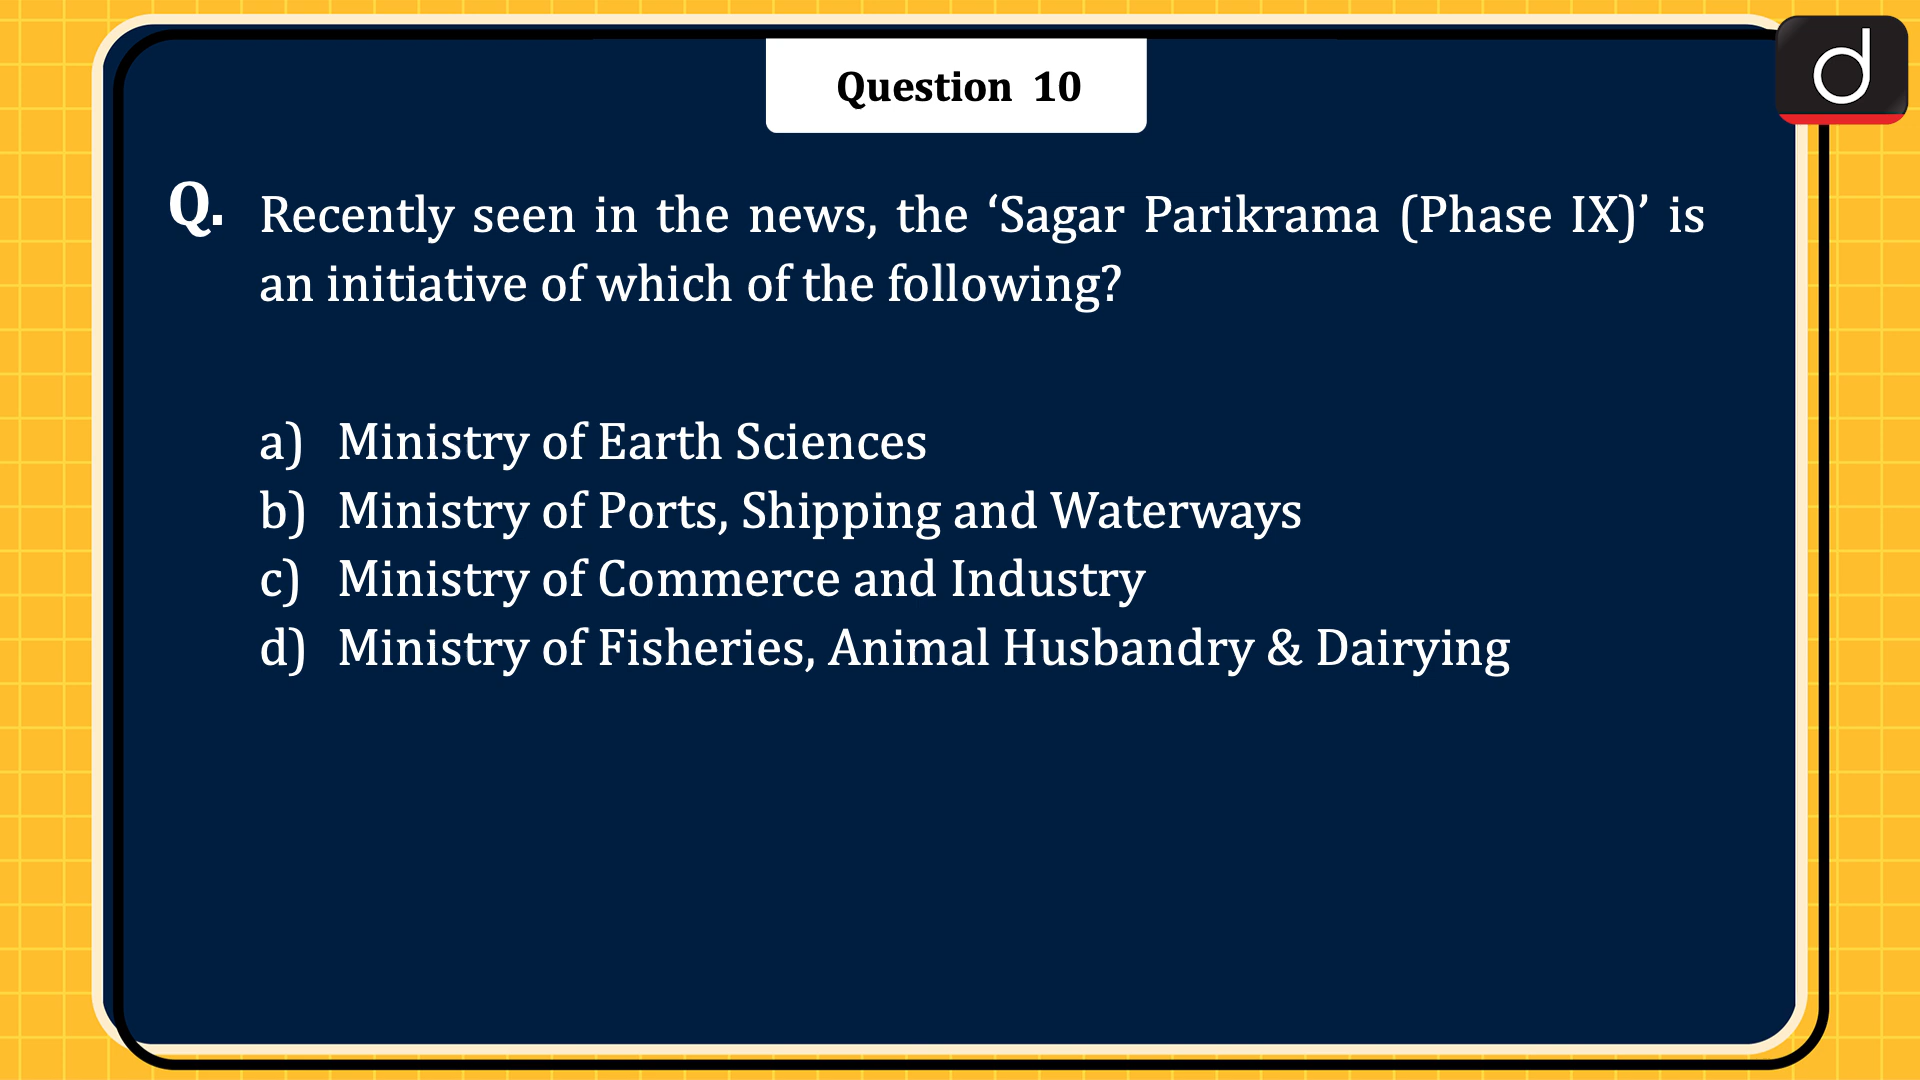 Question 10
Q. Recently seen in the news, the ‘Sagar Parikrama (Phase IX)’ is
an initiative of which of the following?
a) Ministry of Earth Sciences
b) Ministry of Ports, Shipping and Waterways
c) Ministry of Commerce and Industry
d) Ministry of Fisheries, Animal Husbandry & Dairying
d